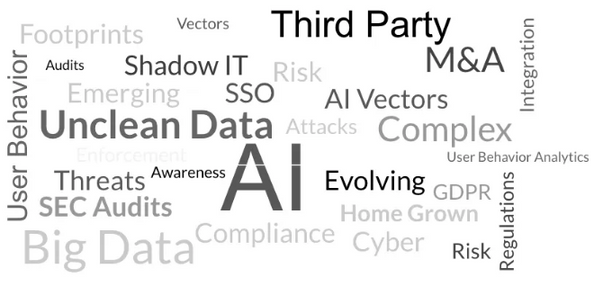 Footprints
Vectors
Third Party
Audits
Shadow IT
Risk
M&A
Integration
User Behavior
Emerging
SSO
AI Vectors
Unclean Data
Attacks
Complex
Enforcement
AI
User Behavior Analytics
Threats
Awareness
Evolving
GDPR
Regulations
SEC Audits
Home Grown
Big Data
Compliance
Cyber
Risk